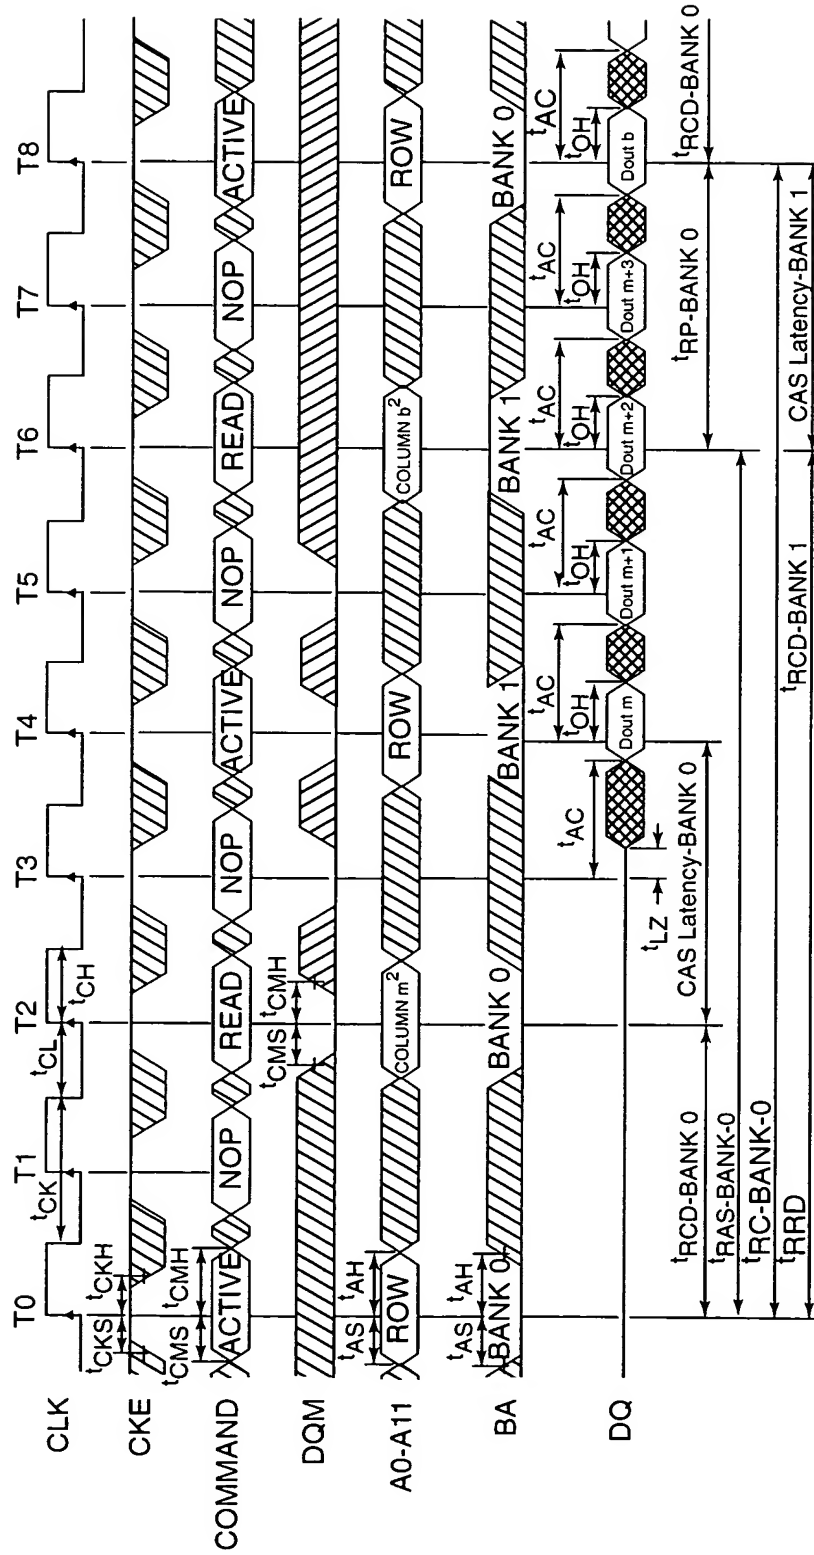 T0 T1 T2 T3 T4 T5 T6 T7 T8
CLK
tCK tCL tCH
CKE
tCKS tCKH
COMMAND
tCMS tCMH
ACTIVE NOP READ NOP ACTIVE NOP READ NOP ACTIVE
DQM
tCMS tCMH
A0-A11
tAS tAH
ROW COLUMN m² ROW COLUMN b² ROW
BA
tAS tAH
BANK 0 BANK 0 BANK 1 BANK 1 BANK 0
tAC tAC tAC tAC tAC tAC
tOH tOH tOH tOH tOH
DQ
Dout m Dout m+1 Dout m+2 Dout m+3 Dout b
tLZ
tRCD-BANK 0 CAS Latency-BANK 0 tRP-BANK 0 tRCD-BANK 0
tRAS-BANK-0
tRC-BANK-0
tRRD tRCD-BANK 1 CAS Latency-BANK 1